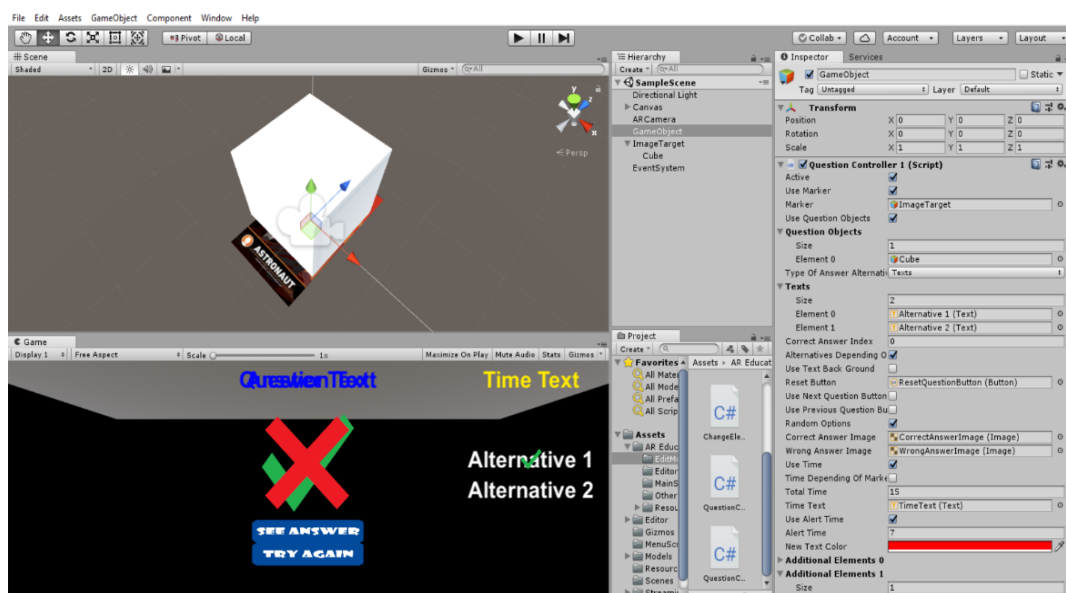 File Edit Assets GameObject Component Window Help
Pivot Local
Collab Account Layers Layout
Scene
Shaded 2D Gizmos All
y z x
Persp
ASTRONAUT
Game
Display 1 Free Aspect Scale 1x Maximize On Play Mute Audio Stats Gizmos
Time Text
Alternative 1
Alternative 2
SEE ANSWER
TRY AGAIN
Hierarchy
Create All
SampleScene
Directional Light
Canvas
ARCamera
GameObject
ImageTarget
Cube
EventSystem
Project
Create
Favorites
All Mater
All Mode
All Prefa
All Scrip
Assets
AR Educ
EditM
Editor
MainS
Other
Resou
Editor
Gizmos
MenuScr
Models
Resourc
Scenes
Streami
Assets AR Educat
C#
ChangeEle...
C#
QuestionC...
C#
QuestionC...
Inspector Services
GameObject Static
Tag Untagged Layer Default
Transform
Position X 0 Y 0 Z 0
Rotation X 0 Y 0 Z 0
Scale X 1 Y 1 Z 1
Question Controller 1 (Script)
Active
Use Marker
Marker ImageTarget
Use Question Objects
Question Objects
Size 1
Element 0 Cube
Type Of Answer Alternati Texts
Texts
Size 2
Element 0 Alternative 1 (Text)
Element 1 Alternative 2 (Text)
Correct Answer Index 0
Alternatives Depending O
Use Text Back Ground
Reset Button ResetQuestionButton (Button)
Use Next Question Button
Use Previous Question Bu
Random Options
Correct Answer Image CorrectAnswerImage (Image)
Wrong Answer Image WrongAnswerImage (Image)
Use Time
Time Depending Of Marke
Total Time 15
Time Text TimeText (Text)
Use Alert Time
Alert Time 7
New Text Color
Additional Elements 0
Additional Elements 1
Size 1